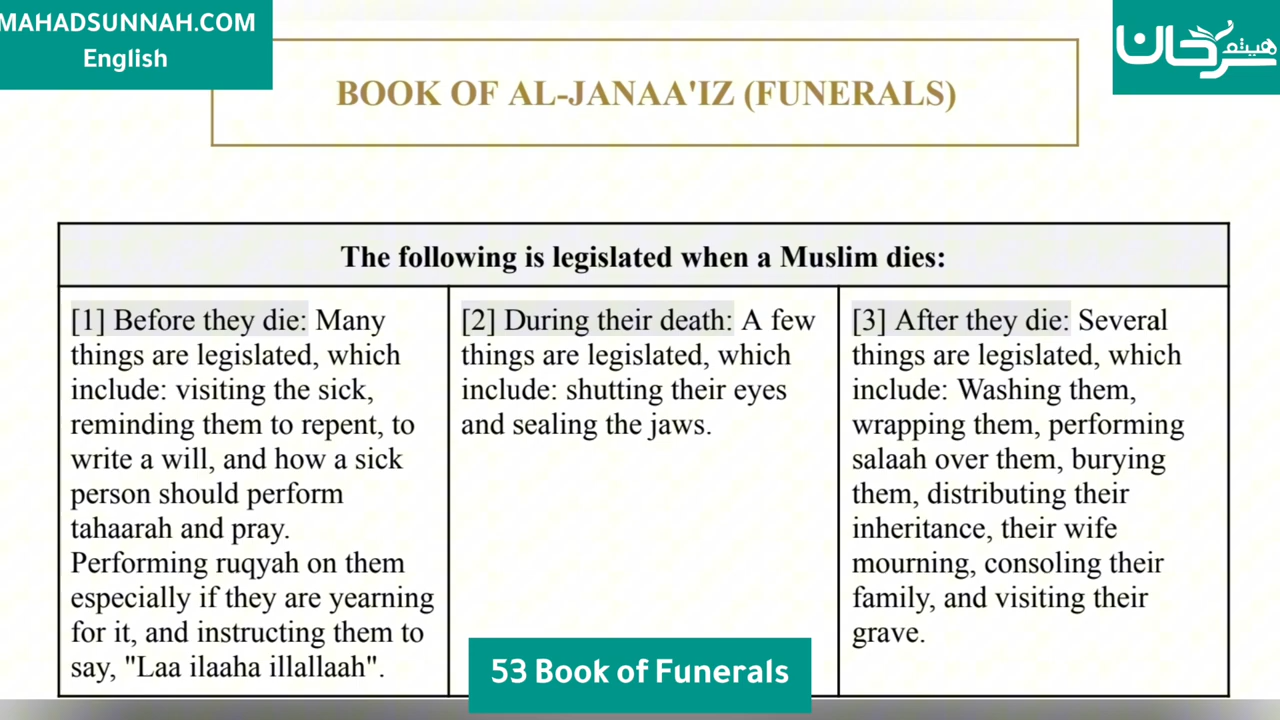 MAHADSUNNAH.COM
English
هيثم
سرحان
BOOK OF AL-JANAA'IZ (FUNERALS)
The following is legislated when a Muslim dies:
[1] Before they die: Many
things are legislated, which
include: visiting the sick,
reminding them to repent, to
write a will, and how a sick
person should perform
tahaarah and pray.
Performing ruqyah on them
especially if they are yearning
for it, and instructing them to
say, "Laa ilaaha illallaah".
[2] During their death: A few
things are legislated, which
include: shutting their eyes
and sealing the jaws.
[3] After they die: Several
things are legislated, which
include: Washing them,
wrapping them, performing
salaah over them, burying
them, distributing their
inheritance, their wife
mourning, consoling their
family, and visiting their
grave.
53 Book of Funerals